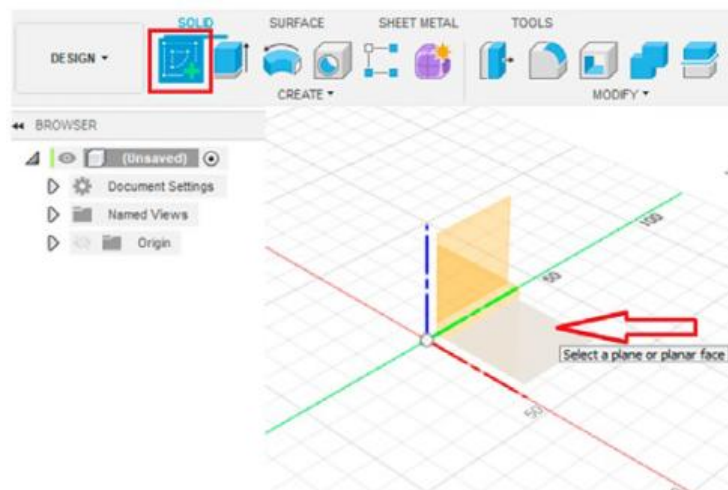 SOLID SURFACE SHEET METAL TOOLS
DESIGN ▾
CREATE ▾ MODIFY ▾
BROWSER
(Unsaved)
Document Settings
Named Views
Origin
100
50
Select a plane or planar face
50